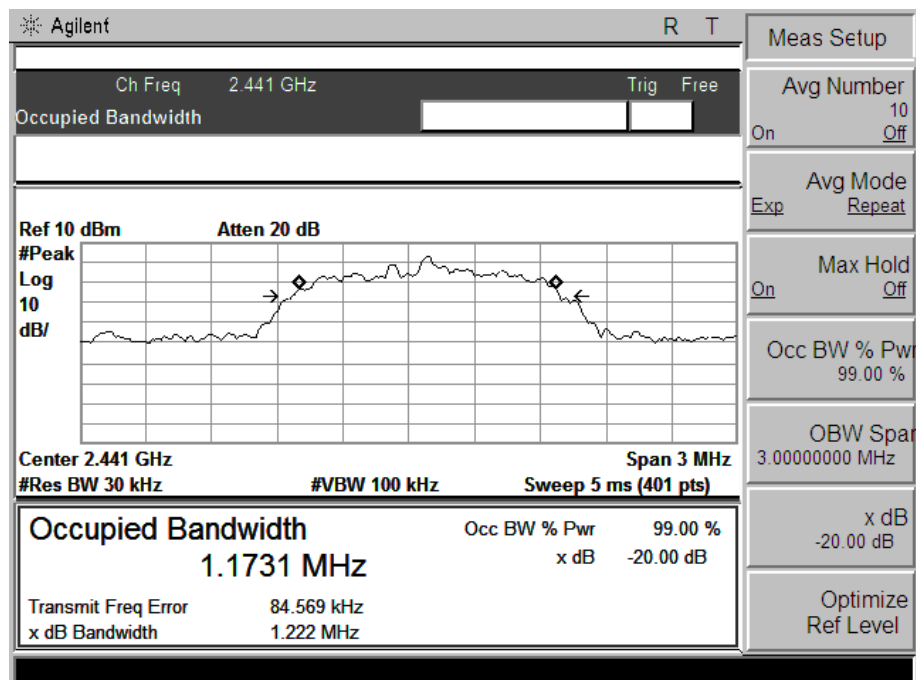 Agilent R T
Ch Freq 2.441 GHz Trig Free
Occupied Bandwidth
Ref 10 dBm Atten 20 dB
#Peak
Log
10
dB/
Center 2.441 GHz Span 3 MHz
#Res BW 30 kHz #VBW 100 kHz Sweep 5 ms (401 pts)
Occupied Bandwidth
1.1731 MHz
Occ BW % Pwr 99.00 %
x dB -20.00 dB
Transmit Freq Error 84.569 kHz
x dB Bandwidth 1.222 MHz
Meas Setup
Avg Number
10
On Off
Avg Mode
Exp Repeat
Max Hold
On Off
Occ BW % Pwr
99.00 %
OBW Span
3.00000000 MHz
x dB
-20.00 dB
Optimize
Ref Level